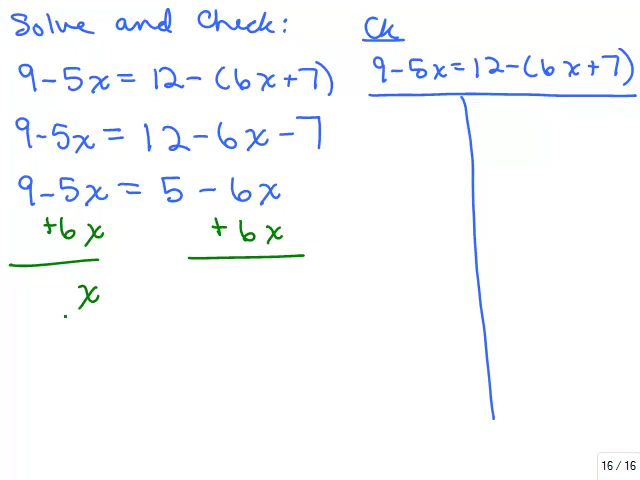 Solve and Check:
9-5x = 12-(6x+7)
9-5x = 12-6x-7
9-5x = 5-6x
+6x +6x
x
Ck
9-5x=12-(6x+7)
16 / 16